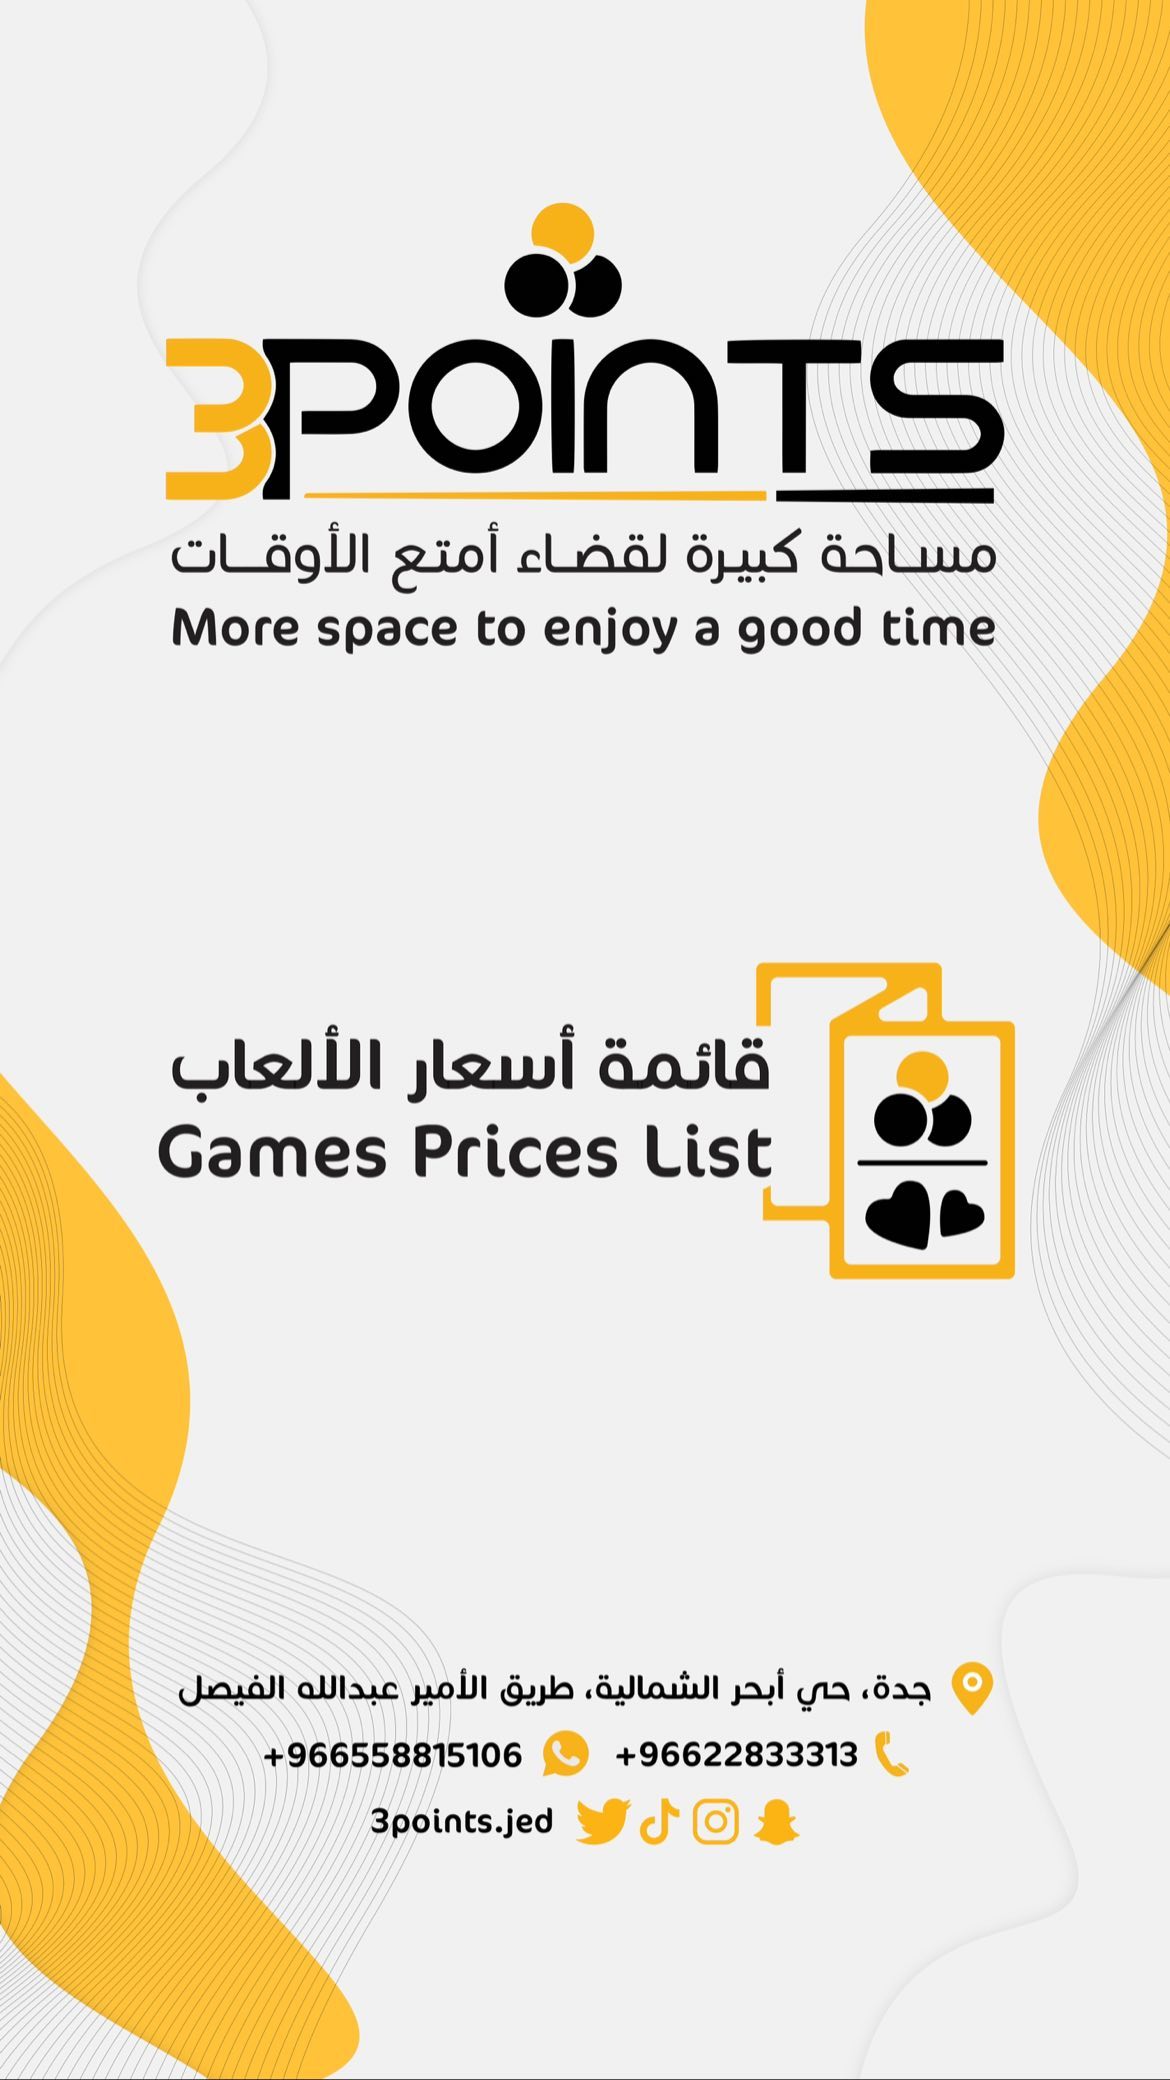 3POINTS
مساحة كبيرة لقضاء أمتع الأوقات
More space to enjoy a good time
قائمة أسعار الألعاب
Games Prices List
جدة، حي أبحر الشمالية، طريق الأمير عبدالله الفيصل
+96622833313 +966558815106
3points.jed